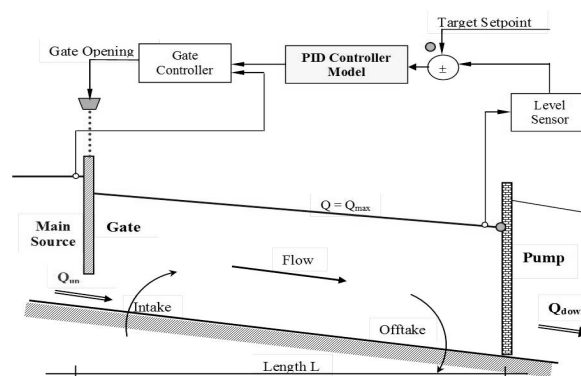 Target Setpoint
Gate Opening
Gate
Controller
PID Controller
Model
±
Level
Sensor
Q = Qmax
Main
Source
Gate
Pump
Flow
Intake
Offtake
Qdow
Length L